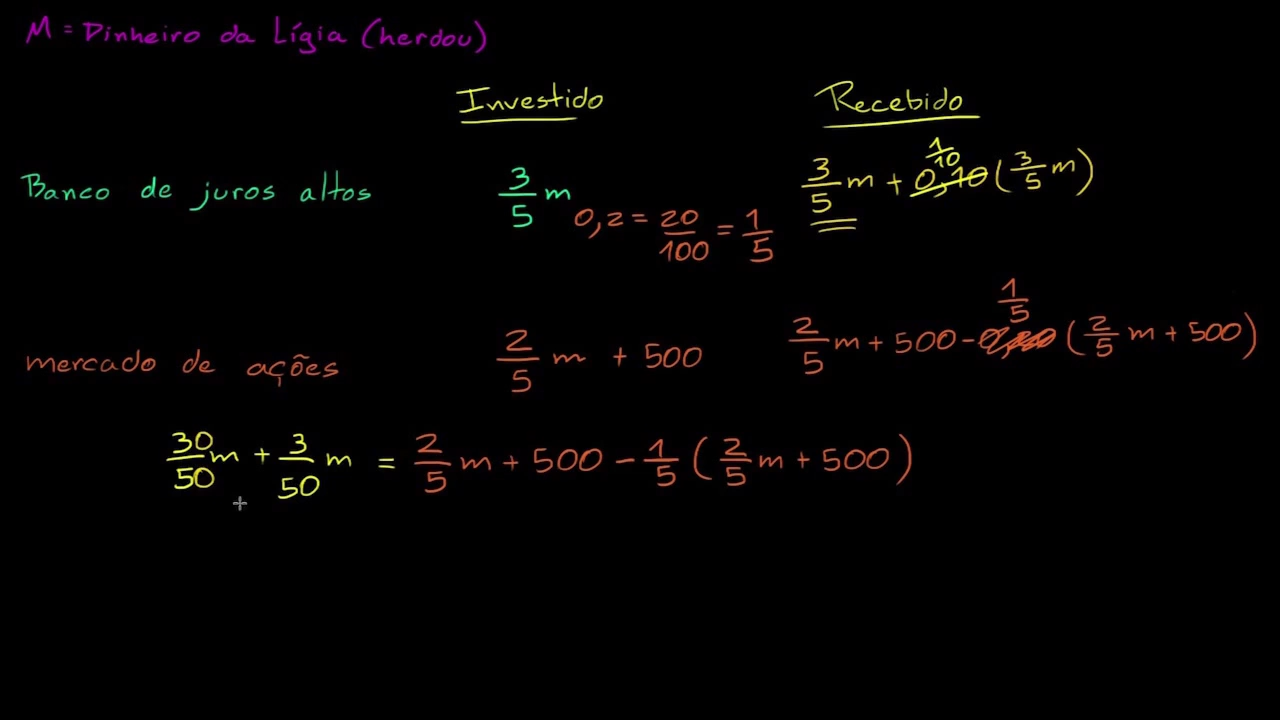 M = Dinheiro da Lígia (herdou)
Investido
Recebido
Banco de juros altos
3/5 m
3/5 m + 0,10 1/10 (3/5 m)
0,2 = 20/100 = 1/5
mercado de ações
2/5 m + 500
2/5 m + 500 - 1/5 (2/5 m + 500)
30/50 m + 3/50 m = 2/5 m + 500 - 1/5 (2/5 m + 500)